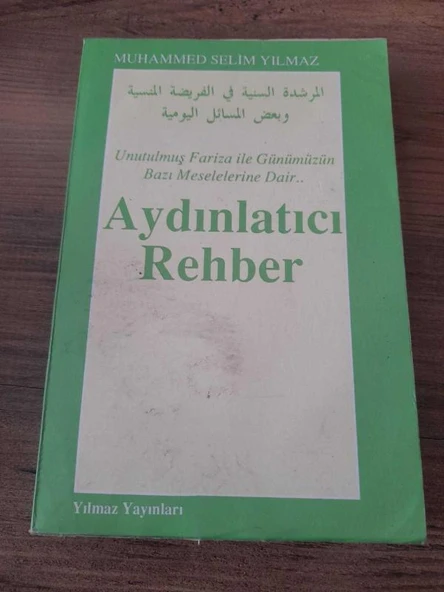 MUHAMMED SELİM YILMAZ
المرشدة السنية في الفريضة المنسية
وبعض المسائل اليومية
Unutulmuş Fariza ile Günümüzün
Bazı Meselelerine Dair..
Aydınlatıcı
Rehber
Yılmaz Yayınları